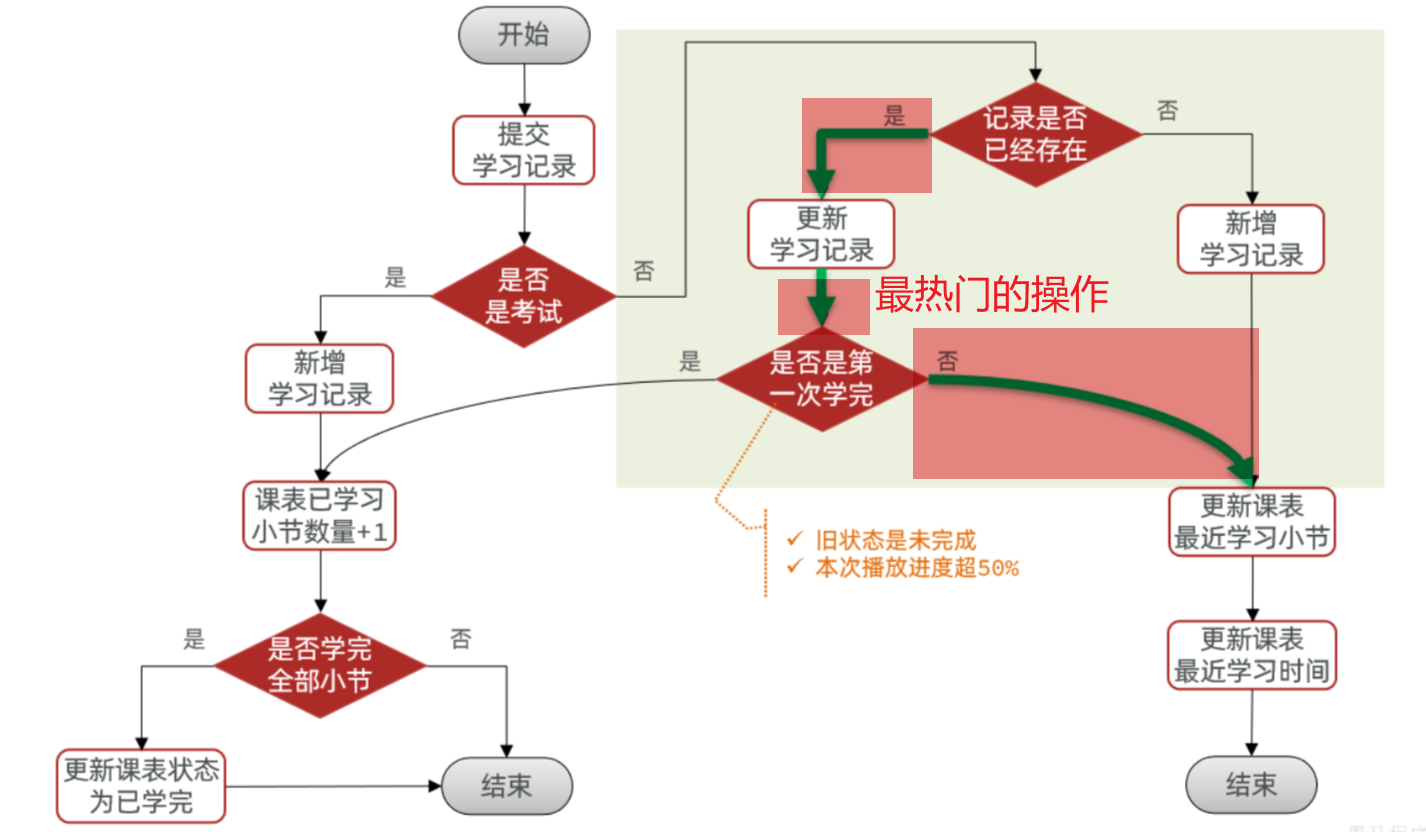 开始
提交
学习记录
是否
是考试
是
否
新增
学习记录
课表已学习
小节数量+1
是否学完
全部小节
是
否
更新课表状态
为已学完
结束
记录是否
已经存在
是
否
更新
学习记录
新增
学习记录
最热门的操作
是否是第
一次学完
是
否
旧状态是未完成
本次播放进度超50%
更新课表
最近学习小节
更新课表
最近学习时间
结束